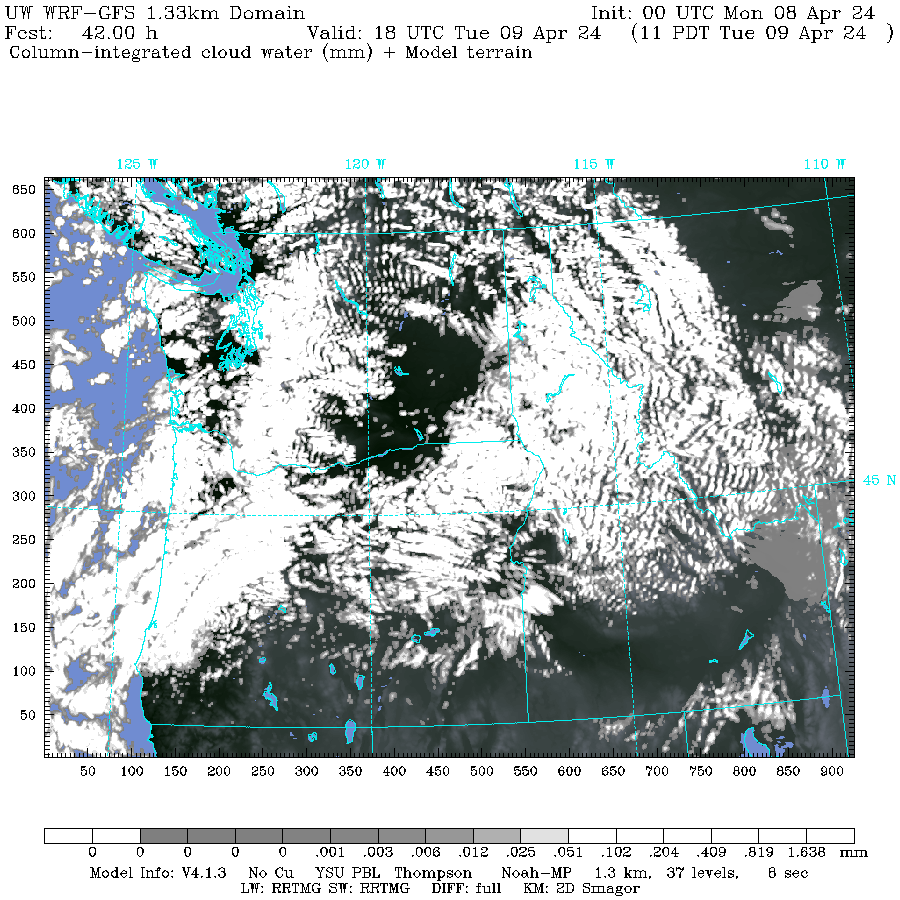 UW WRF-GFS 1.33km Domain Init: 00 UTC Mon 08 Apr 24
Fcst: 42.00 h Valid: 18 UTC Tue 09 Apr 24 (11 PDT Tue 09 Apr 24 )
Column-integrated cloud water (mm) + Model terrain
125 W 120 W 115 W 110 W
650
600
550
500
450
400
350
45 N
300
250
200
150
100
50
50 100 150 200 250 300 350 400 450 500 550 600 650 700 750 800 850 900
0 0 0 0 0 .001 .003 .006 .012 .025 .051 .102 .204 .409 .819 1.638 mm
Model Info: V4.1.3 No Cu YSU PBL Thompson Noah-MP 1.3 km, 37 levels, 8 sec
LW: RRTMG SW: RRTMG DIFF: full KM: 2D Smagor